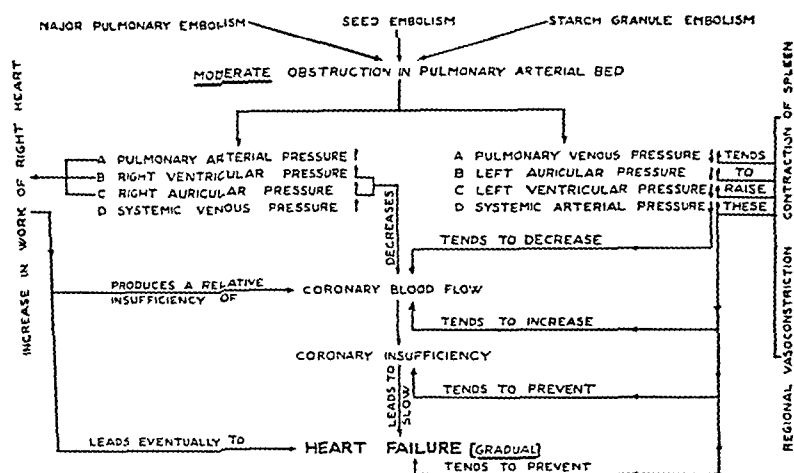 MAJOR PULMONARY EMBOLISM
SEED EMBOLISM
STARCH GRANULE EMBOLISM
MODERATE OBSTRUCTION IN PULMONARY ARTERIAL BED
A PULMONARY ARTERIAL PRESSURE
B RIGHT VENTRICULAR PRESSURE
C RIGHT AURICULAR PRESSURE
D SYSTEMIC VENOUS PRESSURE
A PULMONARY VENOUS PRESSURE
B LEFT AURICULAR PRESSURE
C LEFT VENTRICULAR PRESSURE
D SYSTEMIC ARTERIAL PRESSURE
TENDS
TO
RAISE
THESE
INCREASE IN WORK OF RIGHT HEART
REGIONAL VASOCONSTRICTION CONTRACTION OF SPLEEN
DECREASES
TENDS TO DECREASE
PRODUCES A RELATIVE
INSUFFICIENCY OF
CORONARY BLOOD FLOW
TENDS TO INCREASE
CORONARY INSUFFICIENCY
LEADS TO
SLOW
TENDS TO PREVENT
LEADS EVENTUALLY TO
HEART FAILURE [GRADUAL]
TENDS TO PREVENT